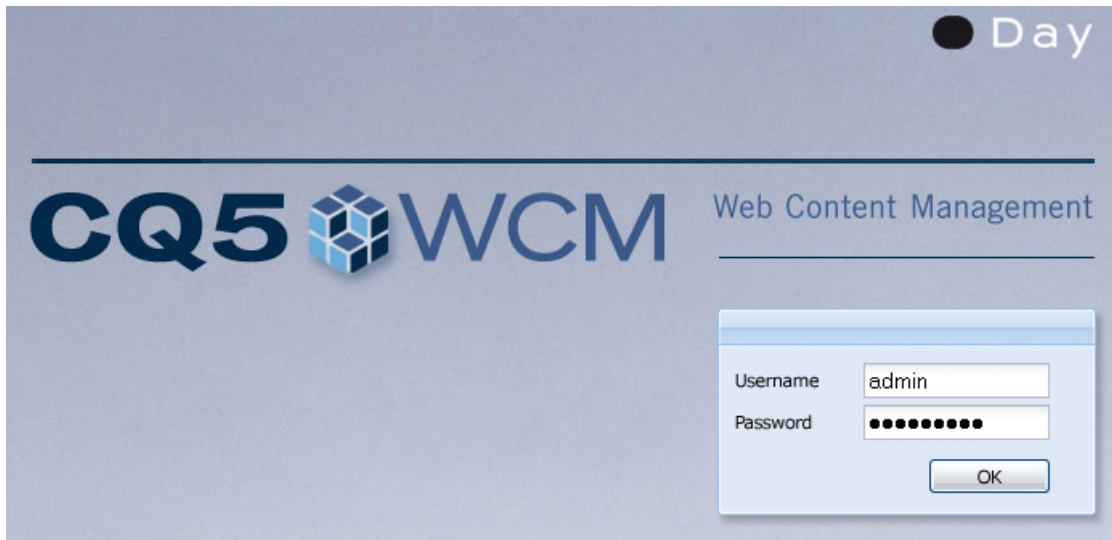 Day
CQ5 WCM
Web Content Management
Username
admin
Password
●●●●●●●●●
OK